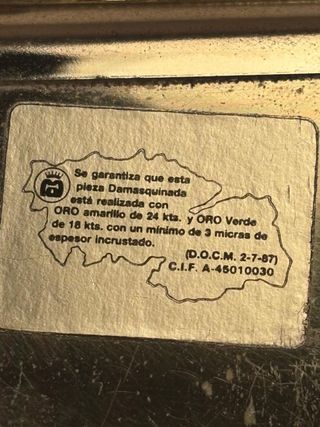 Se garantiza que esta
pieza Damasquinada
está realizada con
ORO amarillo de 24 kts. y ORO Verde
de 18 kts. con un mínimo de 3 micras de
espesor incrustado.
(D.O.C.M. 2-7-87)
C.I.F. A-45010030